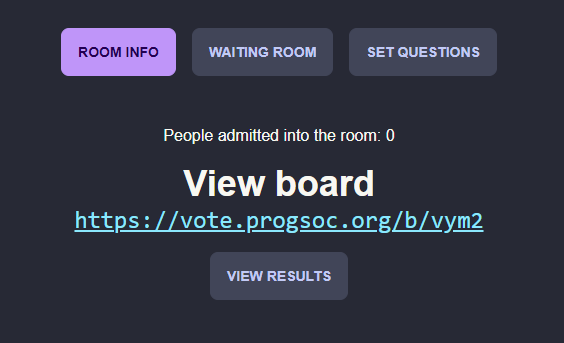 ROOM INFO WAITING ROOM SET QUESTIONS
People admitted into the room: 0
View board
https://vote.progsoc.org/b/vym2
VIEW RESULTS